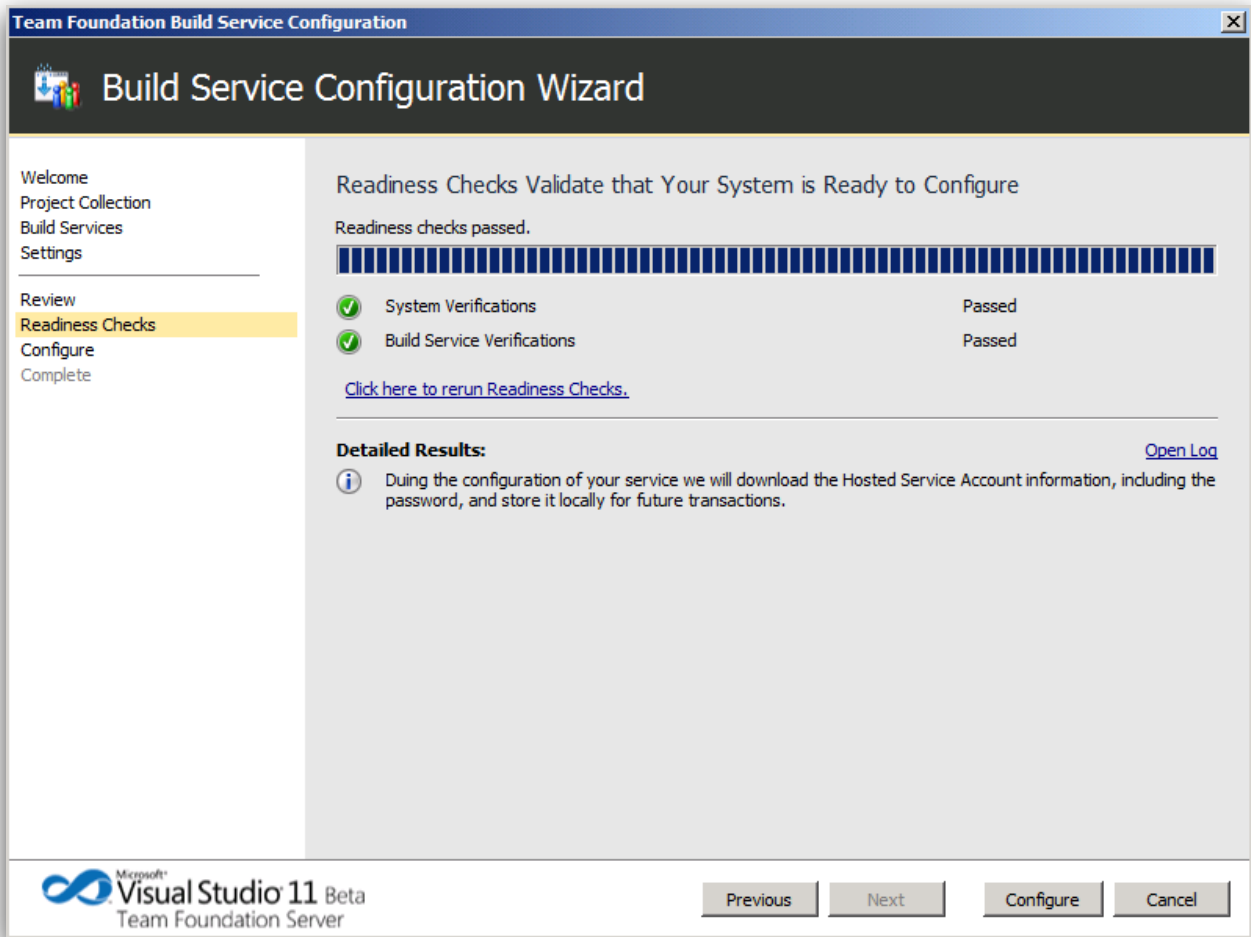 Team Foundation Build Service Configuration
Build Service Configuration Wizard
Welcome
Project Collection
Build Services
Settings
Review
Readiness Checks
Configure
Complete
Readiness Checks Validate that Your System is Ready to Configure
Readiness checks passed.
System Verifications Passed
Build Service Verifications Passed
Click here to rerun Readiness Checks.
Detailed Results: Open Log
Duing the configuration of your service we will download the Hosted Service Account information, including the
password, and store it locally for future transactions.
Microsoft®
Visual Studio® 11 Beta
Team Foundation Server
Previous Next Configure Cancel